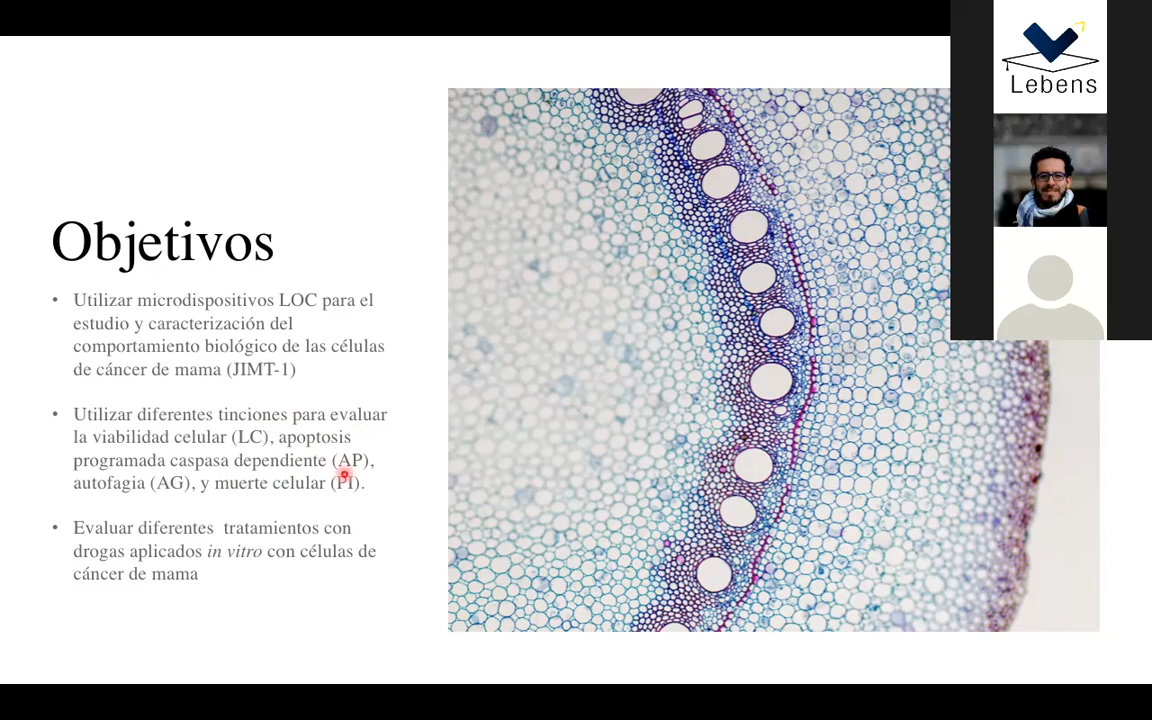 Lebens
Objetivos
• Utilizar microdispositivos LOC para el
estudio y caracterización del
comportamiento biológico de las células
de cáncer de mama (JIMT-1)
• Utilizar diferentes tinciones para evaluar
la viabilidad celular (LC), apoptosis
programada caspasa dependiente (AP),
autofagia (AG), y muerte celular (PI).
• Evaluar diferentes tratamientos con
drogas aplicados in vitro con células de
cáncer de mama